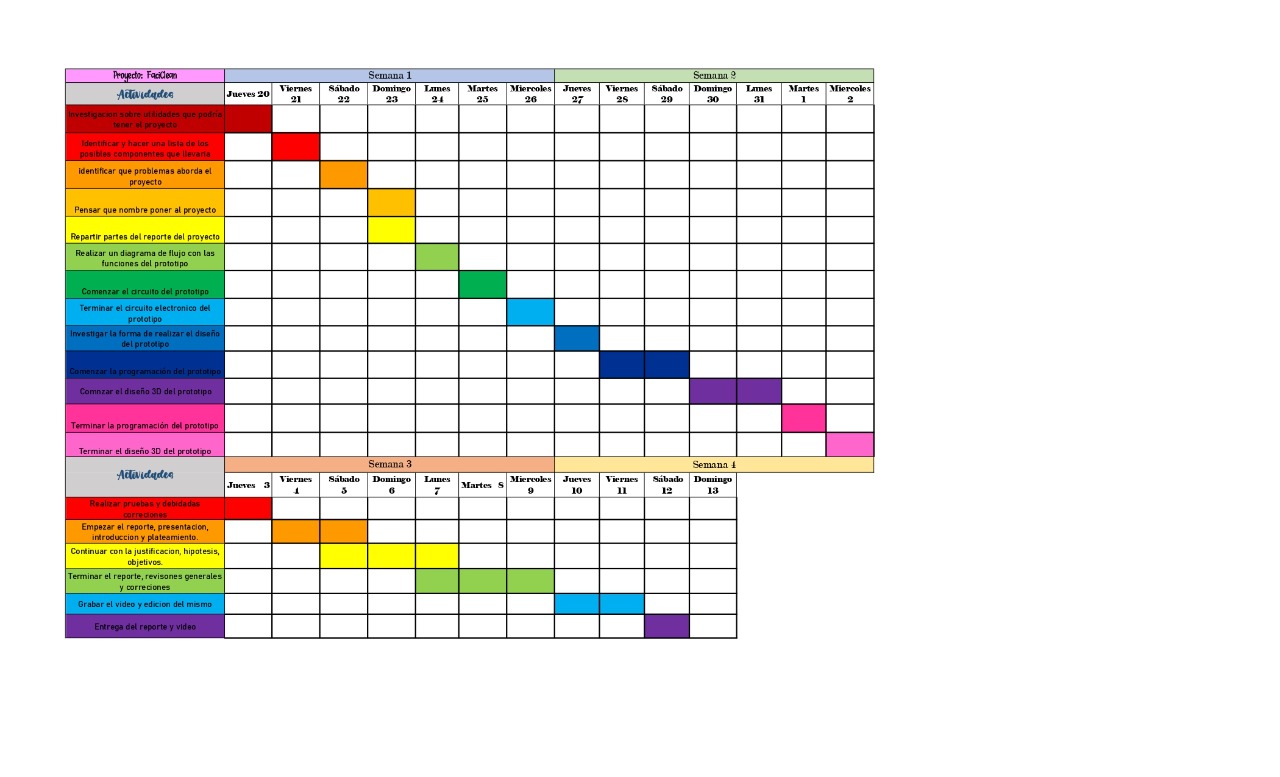 Proyecto: FaciClean
Semana 1
Semana 2
Actividades
Jueves 20
Viernes 21
Sábado 22
Domingo 23
Lunes 24
Martes 25
Miercoles 26
Jueves 27
Viernes 28
Sábado 29
Domingo 30
Lunes 31
Martes 1
Miercoles 2
Investigacion sobre utilidades que podria
tener el proyecto
Identificar y hacer una lista de los
posibles componentes que llevaria
Identificar que problemas aborda el
proyecto
Pensar que nombre poner al proyecto
Repartir partes del reporte del proyecto
Realizar un diagrama de flujo con las
funciones del prototipo
Comenzar el circuito del prototipo
Terminar el circuito electronico del
prototipo
Investigar la forma de realizar el diseño
del prototipo
Comenzar la programación del prototipo
Comnzar el diseño 3D del prototipo
Terminar la programación del prototipo
Terminar el diseño 3D del prototipo
Actividades
Semana 3
Semana 4
Jueves 3
Viernes 4
Sábado 5
Domingo 6
Lunes 7
Martes 8
Miercoles 9
Jueves 10
Viernes 11
Sábado 12
Domingo 13
Realizar pruebas y debidades
correciones
Empezar el reporte, presentacion,
introduccion y plateamiento.
Continuar con la justificacion, hipotesis,
objetivos.
Terminar el reporte, revisones generales
y correciones
Grabar el video y edicion del mismo
Entrega del reporte y video